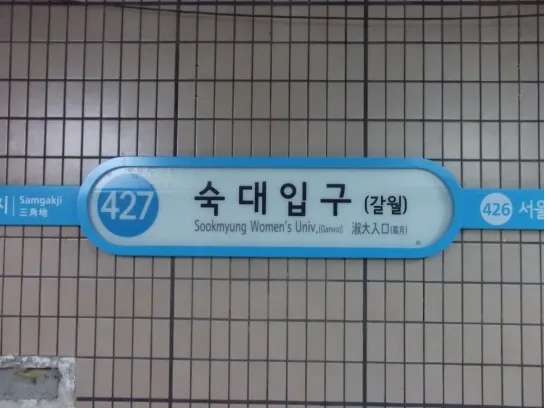 지 Samgakji
三角地
427 숙대입구 (갈월)
Sookmyung Women's Univ.(Garwol) 淑大入口(葛月)
426 서울